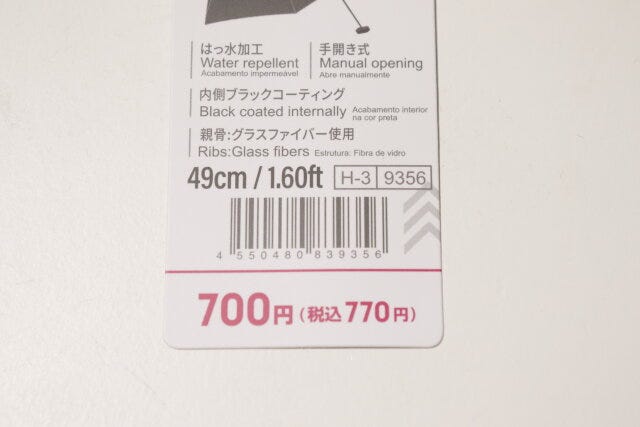 はっ水加工
Water repellent
Acabamento impermeável
手開き式
Manual opening
Abre manualmente
内側ブラックコーティング
Black coated internally Acabamento interior
na cor preta
親骨:グラスファイバー使用
Ribs:Glass fibers Estrutura: Fibra de vidro
49cm / 1.60ft H-3 9356
4 550480 839356
700円(税込770円)